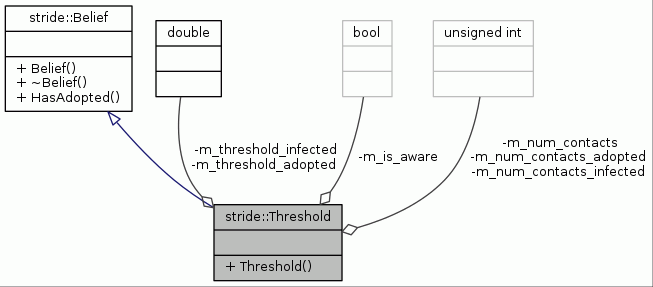 stride::Belief
+ Belief()
+ ~Belief()
+ HasAdopted()
double
bool
unsigned int
-m_threshold_infected
-m_threshold_adopted
-m_is_aware
-m_num_contacts
-m_num_contacts_adopted
-m_num_contacts_infected
stride::Threshold
+ Threshold()